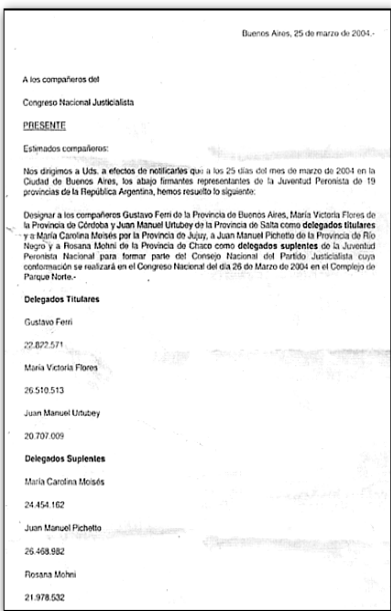 Buenos Aires, 25 de marzo de 2004.-
A los compañeros del
Congreso Nacional Justicialista
PRESENTE
Estimados compañeros:
Nos dirigimos a Uds. a efectos de notificarles que a los 25 días del mes de marzo de 2004 en la
Ciudad de Buenos Aires, los abajo firmantes representantes de la Juventud Peronista de 19
provincias de la República Argentina, hemos resuelto lo siguiente:
Designar a los compañeros Gustavo Ferri de la Provincia de Buenos Aires, María Victoria Flores de
la Provincia de Córdoba y Juan Manuel Urtubey de la Provincia de Salta como delegados titulares
y a María Carolina Moisés por la Provincia de Jujuy, a Juan Manuel Pichetto de la Provincia de Río
Negro y a Rosana Mohni de la Provincia de Chaco como delegados suplentes de la Juventud
Peronista Nacional para formar parte del Consejo Nacional del Partido Justicialista cuya
conformación se realizará en el Congreso Nacional del día 26 de Marzo de 2004 en el Complejo de
Parque Norte.-
Delegados Titulares
Gustavo Ferri
22.822.571
María Victoria Flores
26.510.513
Juan Manuel Urtubey
20.707.009
Delegados Suplentes
María Carolina Moisés
24.454.162
Juan Manuel Pichetto
26.468.982
Rosana Mohni
21.978.532